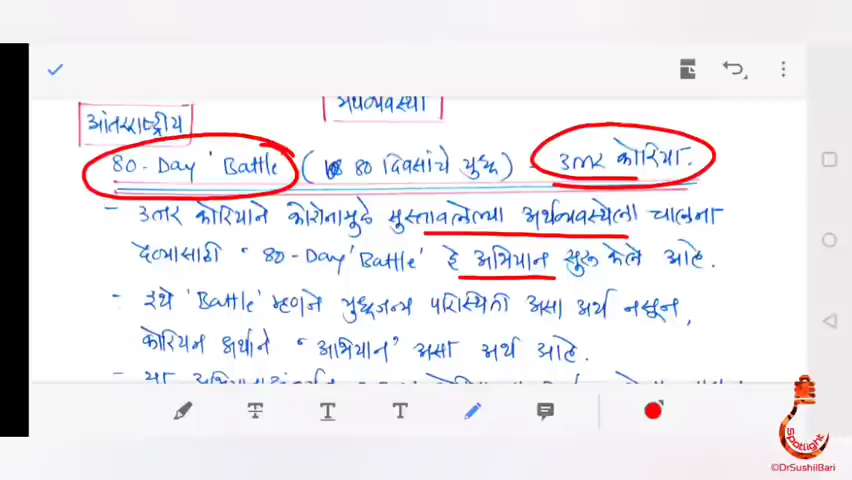 अर्थव्यवस्था
आंतरराष्ट्रीय
80-Day 'Battle' ( 80 दिवसांचे युद्ध ) - उत्तर कोरिया.
- उत्तर कोरियाने कोरोनामुळे सुस्तावलेल्या अर्थव्यवस्थेला चालना
देण्यासाठी "80-Day 'Battle' हे अभियान सुरू केले आहे.
- इथे 'Battle' म्हणजे युद्धजन्य परिस्थिती असा अर्थ नसून,
कोरियन अर्थाने "अभियान" असा अर्थ आहे.
- या
Spotlight
©DrSushilBari